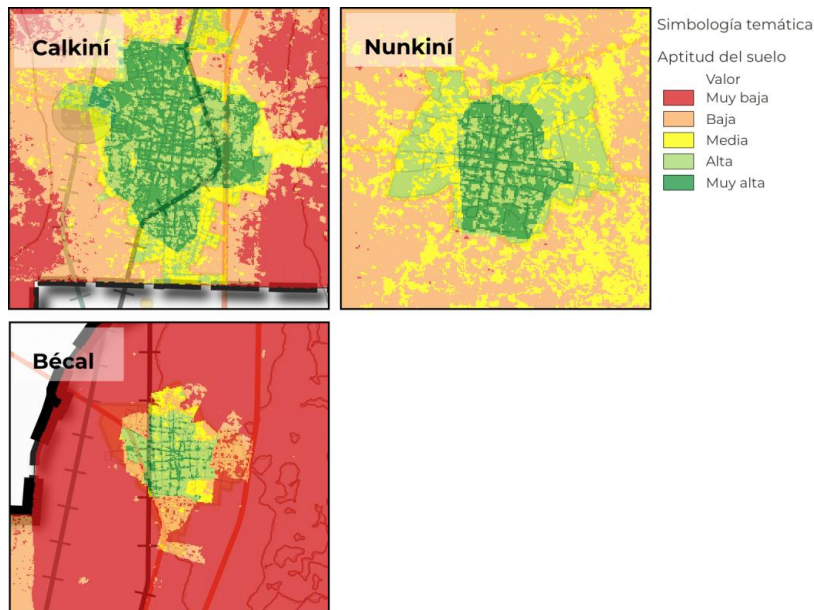 Calkiní
Nunkiní
Simbología temática
Aptitud del suelo
Valor
Muy baja
Baja
Media
Alta
Muy alta
Bécal